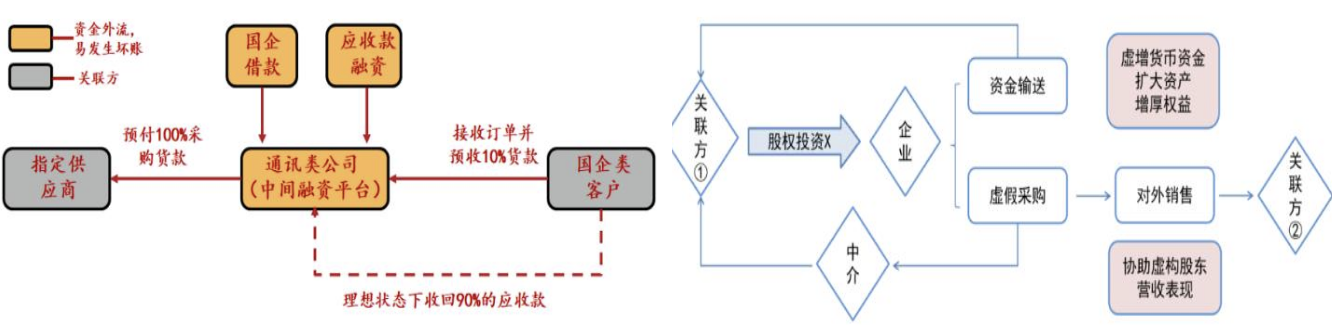 资金外流,
易发生坏账
关联方
国企
借款
应收款
融资
预付100%采
购货款
接收订单并
预收10%货款
指定供
应商
通讯类公司
(中间融资平台)
国企类
客户
理想状态下收回90%的应收款
关
联
方
①
股权投资X
企
业
资金输送
虚增货币资金
扩大资产
增厚权益
虚假采购
对外销售
关
联
方
②
中
介
协助虚构股东
营收表现